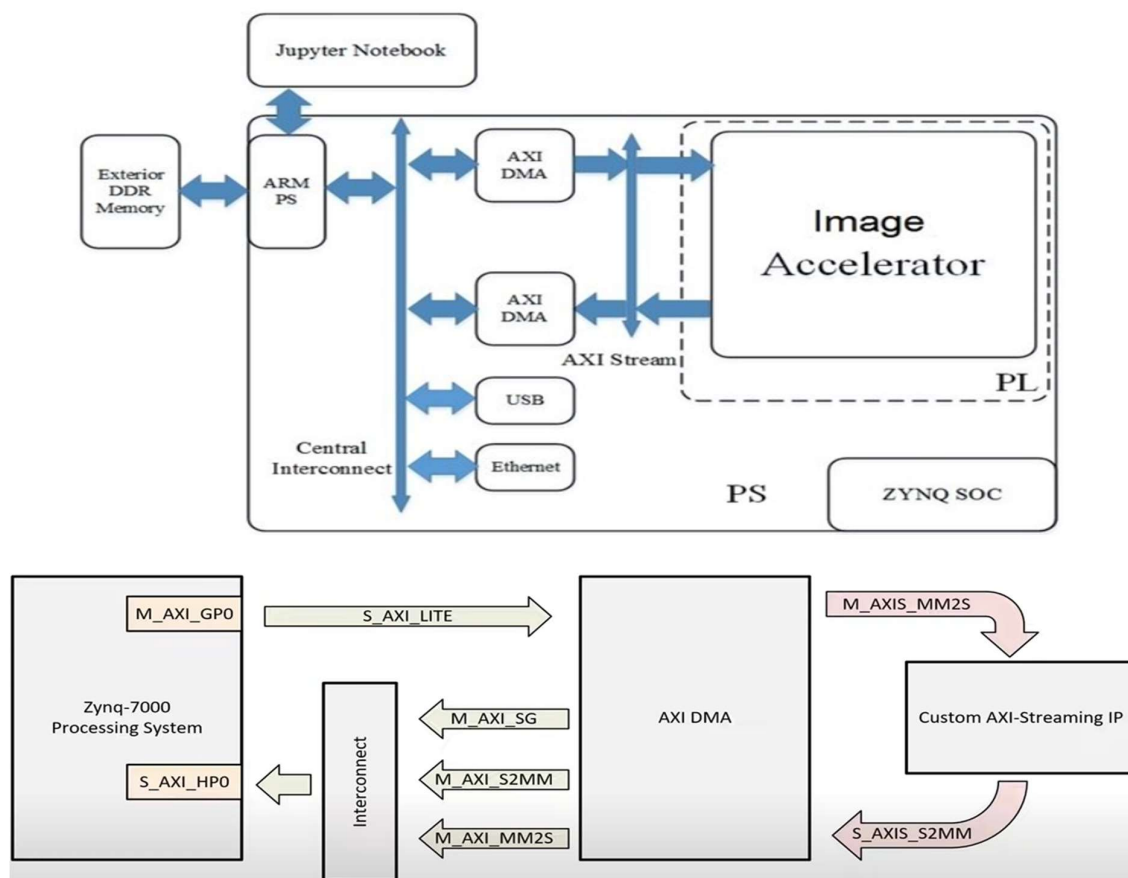 Jupyter Notebook
Exterior
DDR
Memory
ARM
PS
AXI
DMA
Image
Accelerator
AXI
DMA
AXI Stream
PL
USB
Central
Interconnect
Ethernet
PS
ZYNQ SOC
M_AXI_GP0
S_AXI_LITE
M_AXIS_MM2S
Zynq-7000
Processing System
M_AXI_SG
AXI DMA
Custom AXI-Streaming IP
Interconnect
S_AXI_HP0
M_AXI_S2MM
M_AXI_MM2S
S_AXIS_S2MM